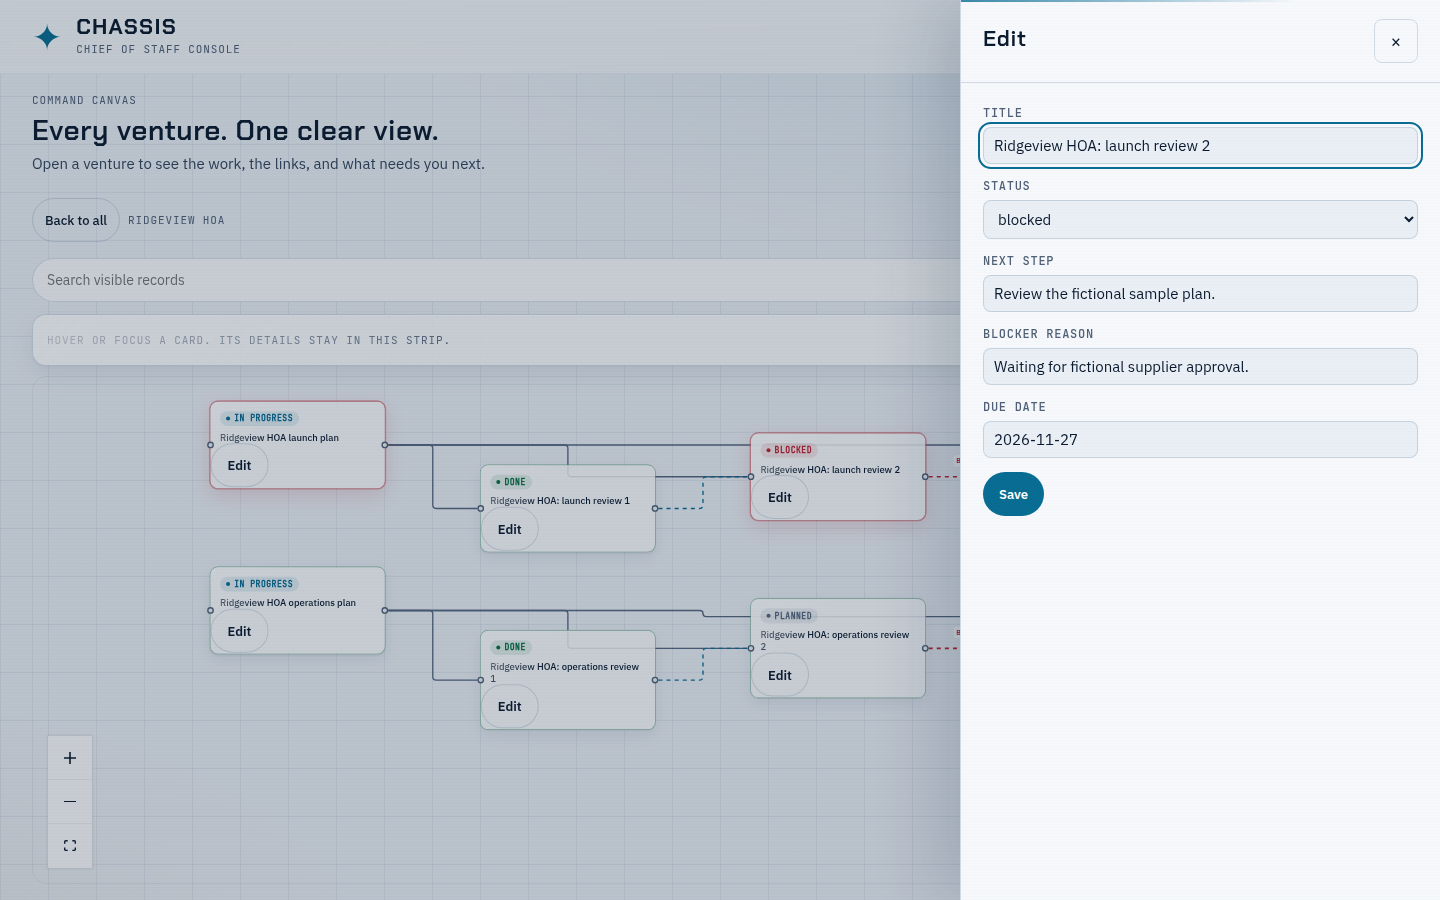 CHASSIS
CHIEF OF STAFF CONSOLE
COMMAND CANVAS
Every venture. One clear view.
Open a venture to see the work, the links, and what needs you next.
Back to all
RIDGEVIEW HOA
Search visible records
HOVER OR FOCUS A CARD. ITS DETAILS STAY IN THIS STRIP.
IN PROGRESS
Ridgeview HOA launch plan
Edit
DONE
Ridgeview HOA: launch review 1
Edit
BLOCKED
Ridgeview HOA: launch review 2
Edit
IN PROGRESS
Ridgeview HOA operations plan
Edit
DONE
Ridgeview HOA: operations review
1
Edit
PLANNED
Ridgeview HOA: operations review
2
Edit
Edit
×
TITLE
Ridgeview HOA: launch review 2
STATUS
blocked
NEXT STEP
Review the fictional sample plan.
BLOCKER REASON
Waiting for fictional supplier approval.
DUE DATE
2026-11-27
Save